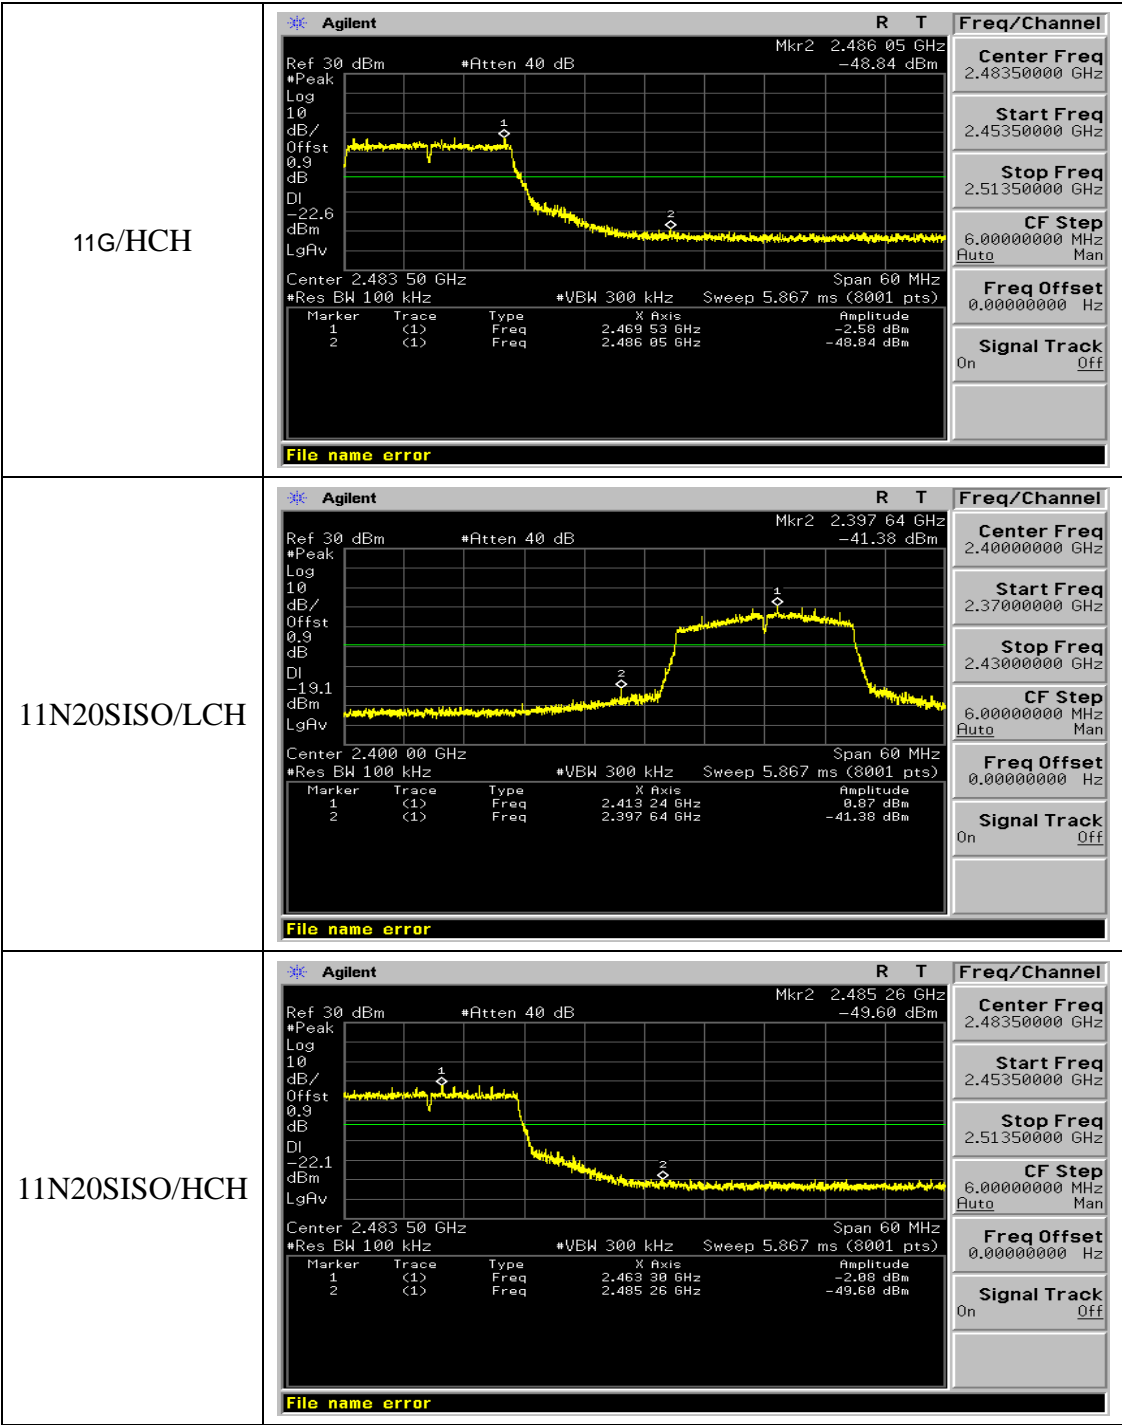 11G/HCH
Agilent R T
Freq/Channel
Mkr2 2.486 05 GHz
Ref 30 dBm #Atten 40 dB -48.84 dBm
#Peak
Log
10
dB/
Offst
0.9
dB
DI
-22.6
dBm
LgAv
1
2
Center 2.483 50 GHz Span 60 MHz
#Res BW 100 kHz #VBW 300 kHz Sweep 5.867 ms (8001 pts)
Marker Trace Type X Axis Amplitude
1 (1) Freq 2.469 53 GHz -2.58 dBm
2 (1) Freq 2.486 05 GHz -48.84 dBm
File name error
Center Freq
2.48350000 GHz
Start Freq
2.45350000 GHz
Stop Freq
2.51350000 GHz
CF Step
6.00000000 MHz
Auto Man
Freq Offset
0.00000000 Hz
Signal Track
On Off
11N20SISO/LCH
Agilent R T
Freq/Channel
Mkr2 2.397 64 GHz
Ref 30 dBm #Atten 40 dB -41.38 dBm
#Peak
Log
10
dB/
Offst
0.9
dB
DI
-19.1
dBm
LgAv
1
2
Center 2.400 00 GHz Span 60 MHz
#Res BW 100 kHz #VBW 300 kHz Sweep 5.867 ms (8001 pts)
Marker Trace Type X Axis Amplitude
1 (1) Freq 2.413 24 GHz 0.87 dBm
2 (1) Freq 2.397 64 GHz -41.38 dBm
File name error
Center Freq
2.40000000 GHz
Start Freq
2.37000000 GHz
Stop Freq
2.43000000 GHz
CF Step
6.00000000 MHz
Auto Man
Freq Offset
0.00000000 Hz
Signal Track
On Off
11N20SISO/HCH
Agilent R T
Freq/Channel
Mkr2 2.485 26 GHz
Ref 30 dBm #Atten 40 dB -49.60 dBm
#Peak
Log
10
dB/
Offst
0.9
dB
DI
-22.1
dBm
LgAv
1
2
Center 2.483 50 GHz Span 60 MHz
#Res BW 100 kHz #VBW 300 kHz Sweep 5.867 ms (8001 pts)
Marker Trace Type X Axis Amplitude
1 (1) Freq 2.463 30 GHz -2.08 dBm
2 (1) Freq 2.485 26 GHz -49.60 dBm
File name error
Center Freq
2.48350000 GHz
Start Freq
2.45350000 GHz
Stop Freq
2.51350000 GHz
CF Step
6.00000000 MHz
Auto Man
Freq Offset
0.00000000 Hz
Signal Track
On Off